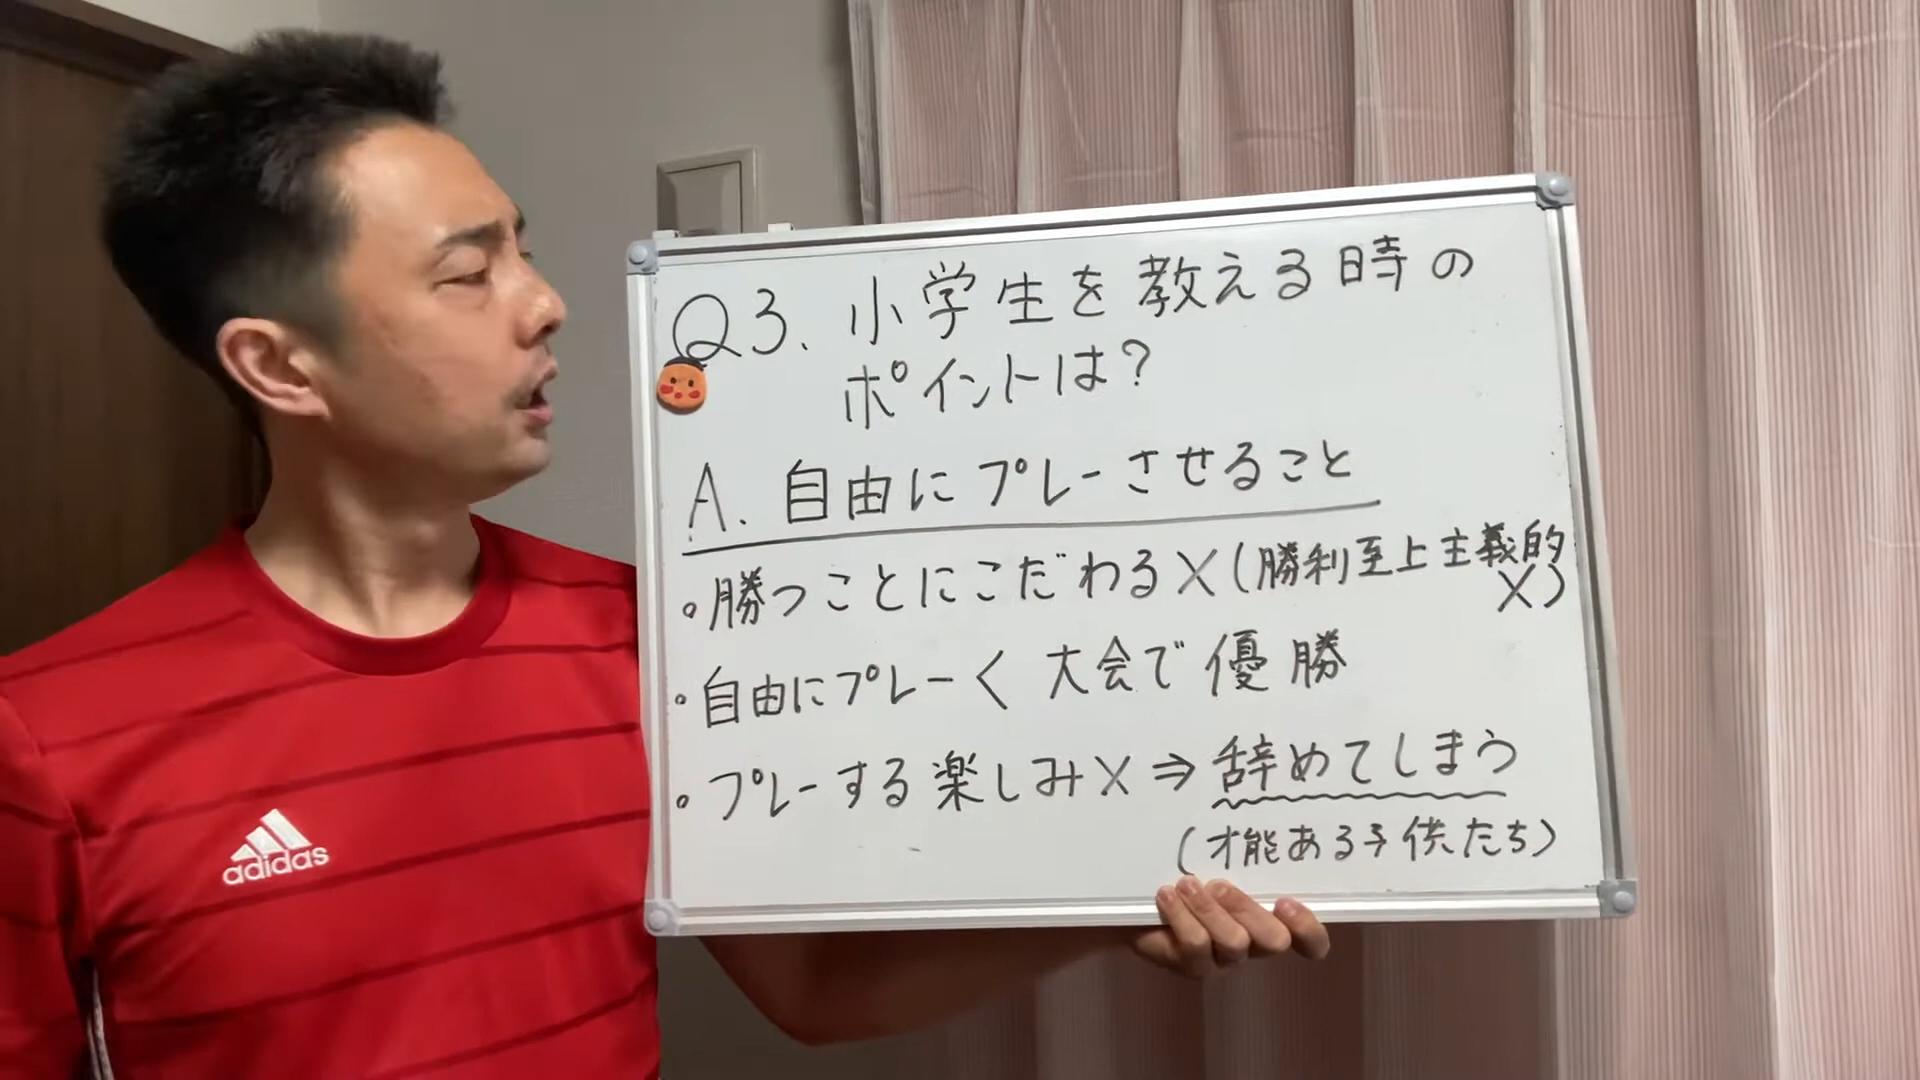 Q3. 小学生を教える時の
ポイントは?
A. 自由にプレーさせること
・勝つことにこだわる×(勝利至上主義的
×)
・自由にプレー< 大会で優勝
・プレーする楽しみ×⇒辞めてしまう
(才能ある子供たち)
adidas